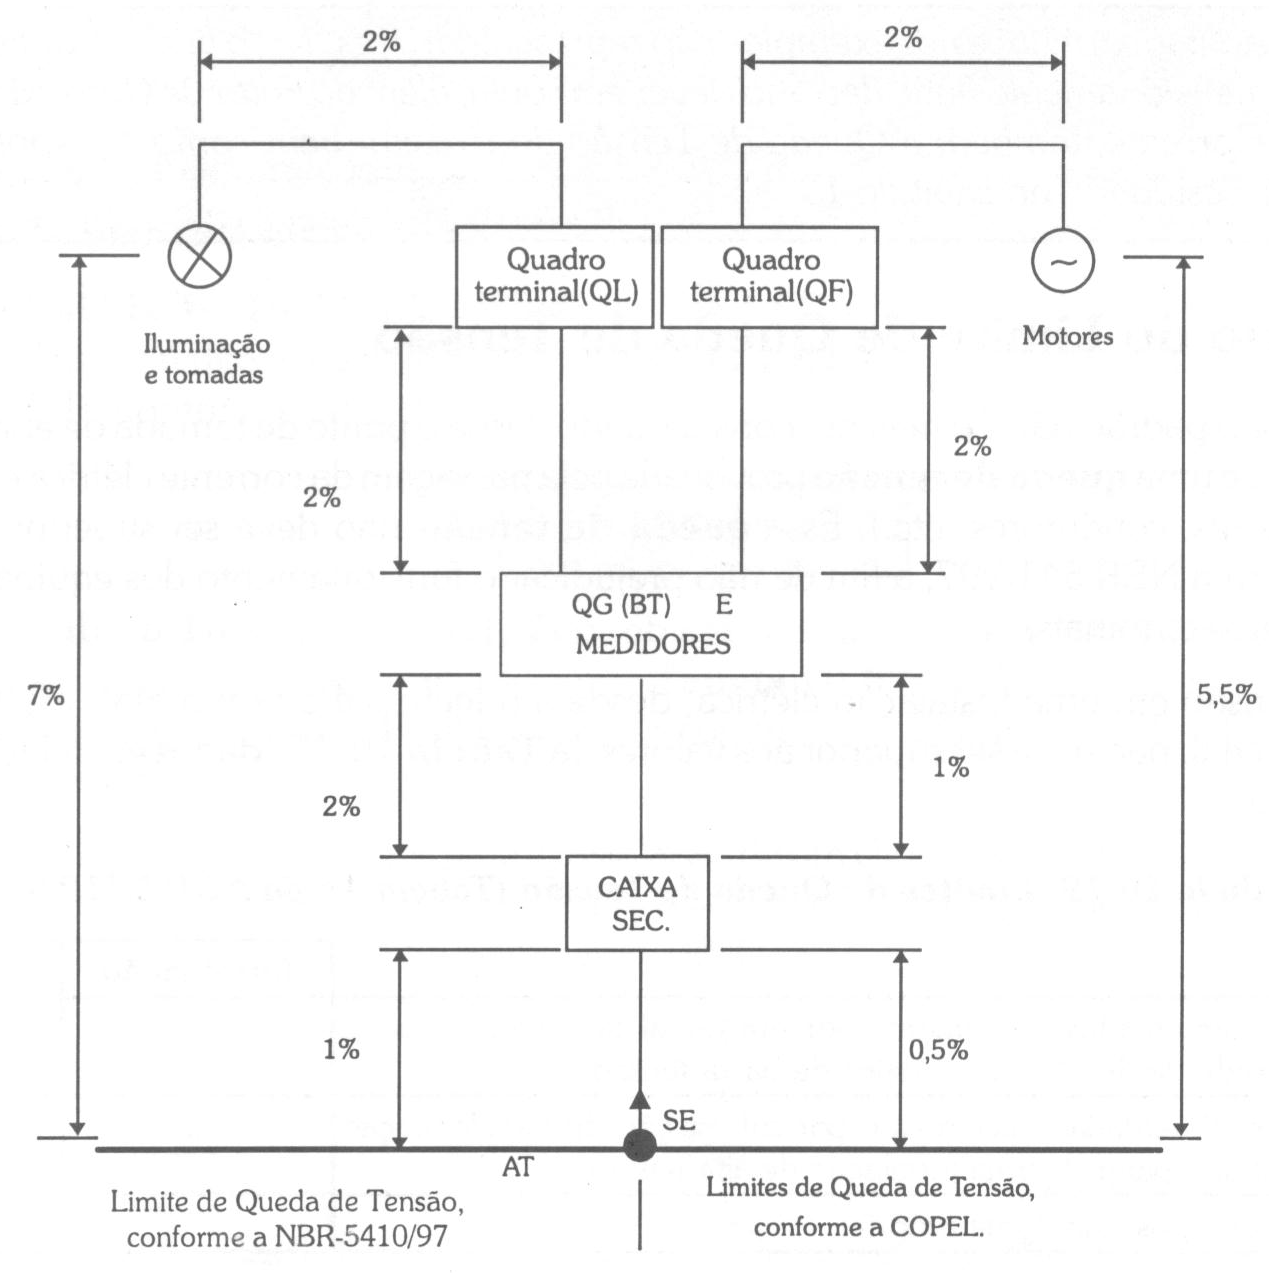 2%
2%
Quadro
terminal(QL)
Quadro
terminal(QF)
Iluminação
e tomadas
Motores
2%
2%
QG (BT) E
MEDIDORES
7%
5,5%
2%
1%
CAIXA
SEC.
1%
0,5%
SE
AT
Limite de Queda de Tensão,
conforme a NBR-5410/97
Limites de Queda de Tensão,
conforme a COPEL.